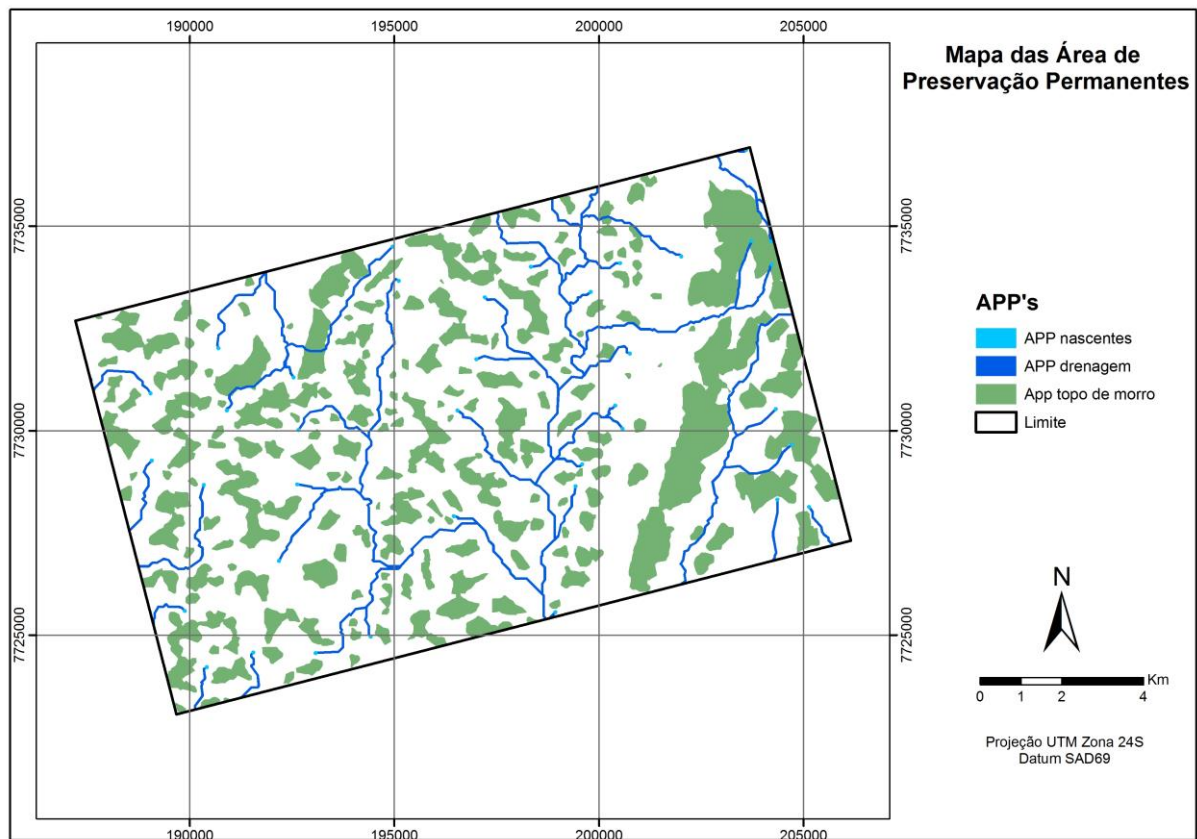 190000
195000
200000
205000
Mapa das Área de
Preservação Permanentes
7735000
7735000
7730000
7730000
7725000
7725000
APP's
APP nascentes
APP drenagem
App topo de morro
Limite
N
Km
0 1 2 4
Projeção UTM Zona 24S
Datum SAD69
190000
195000
200000
205000